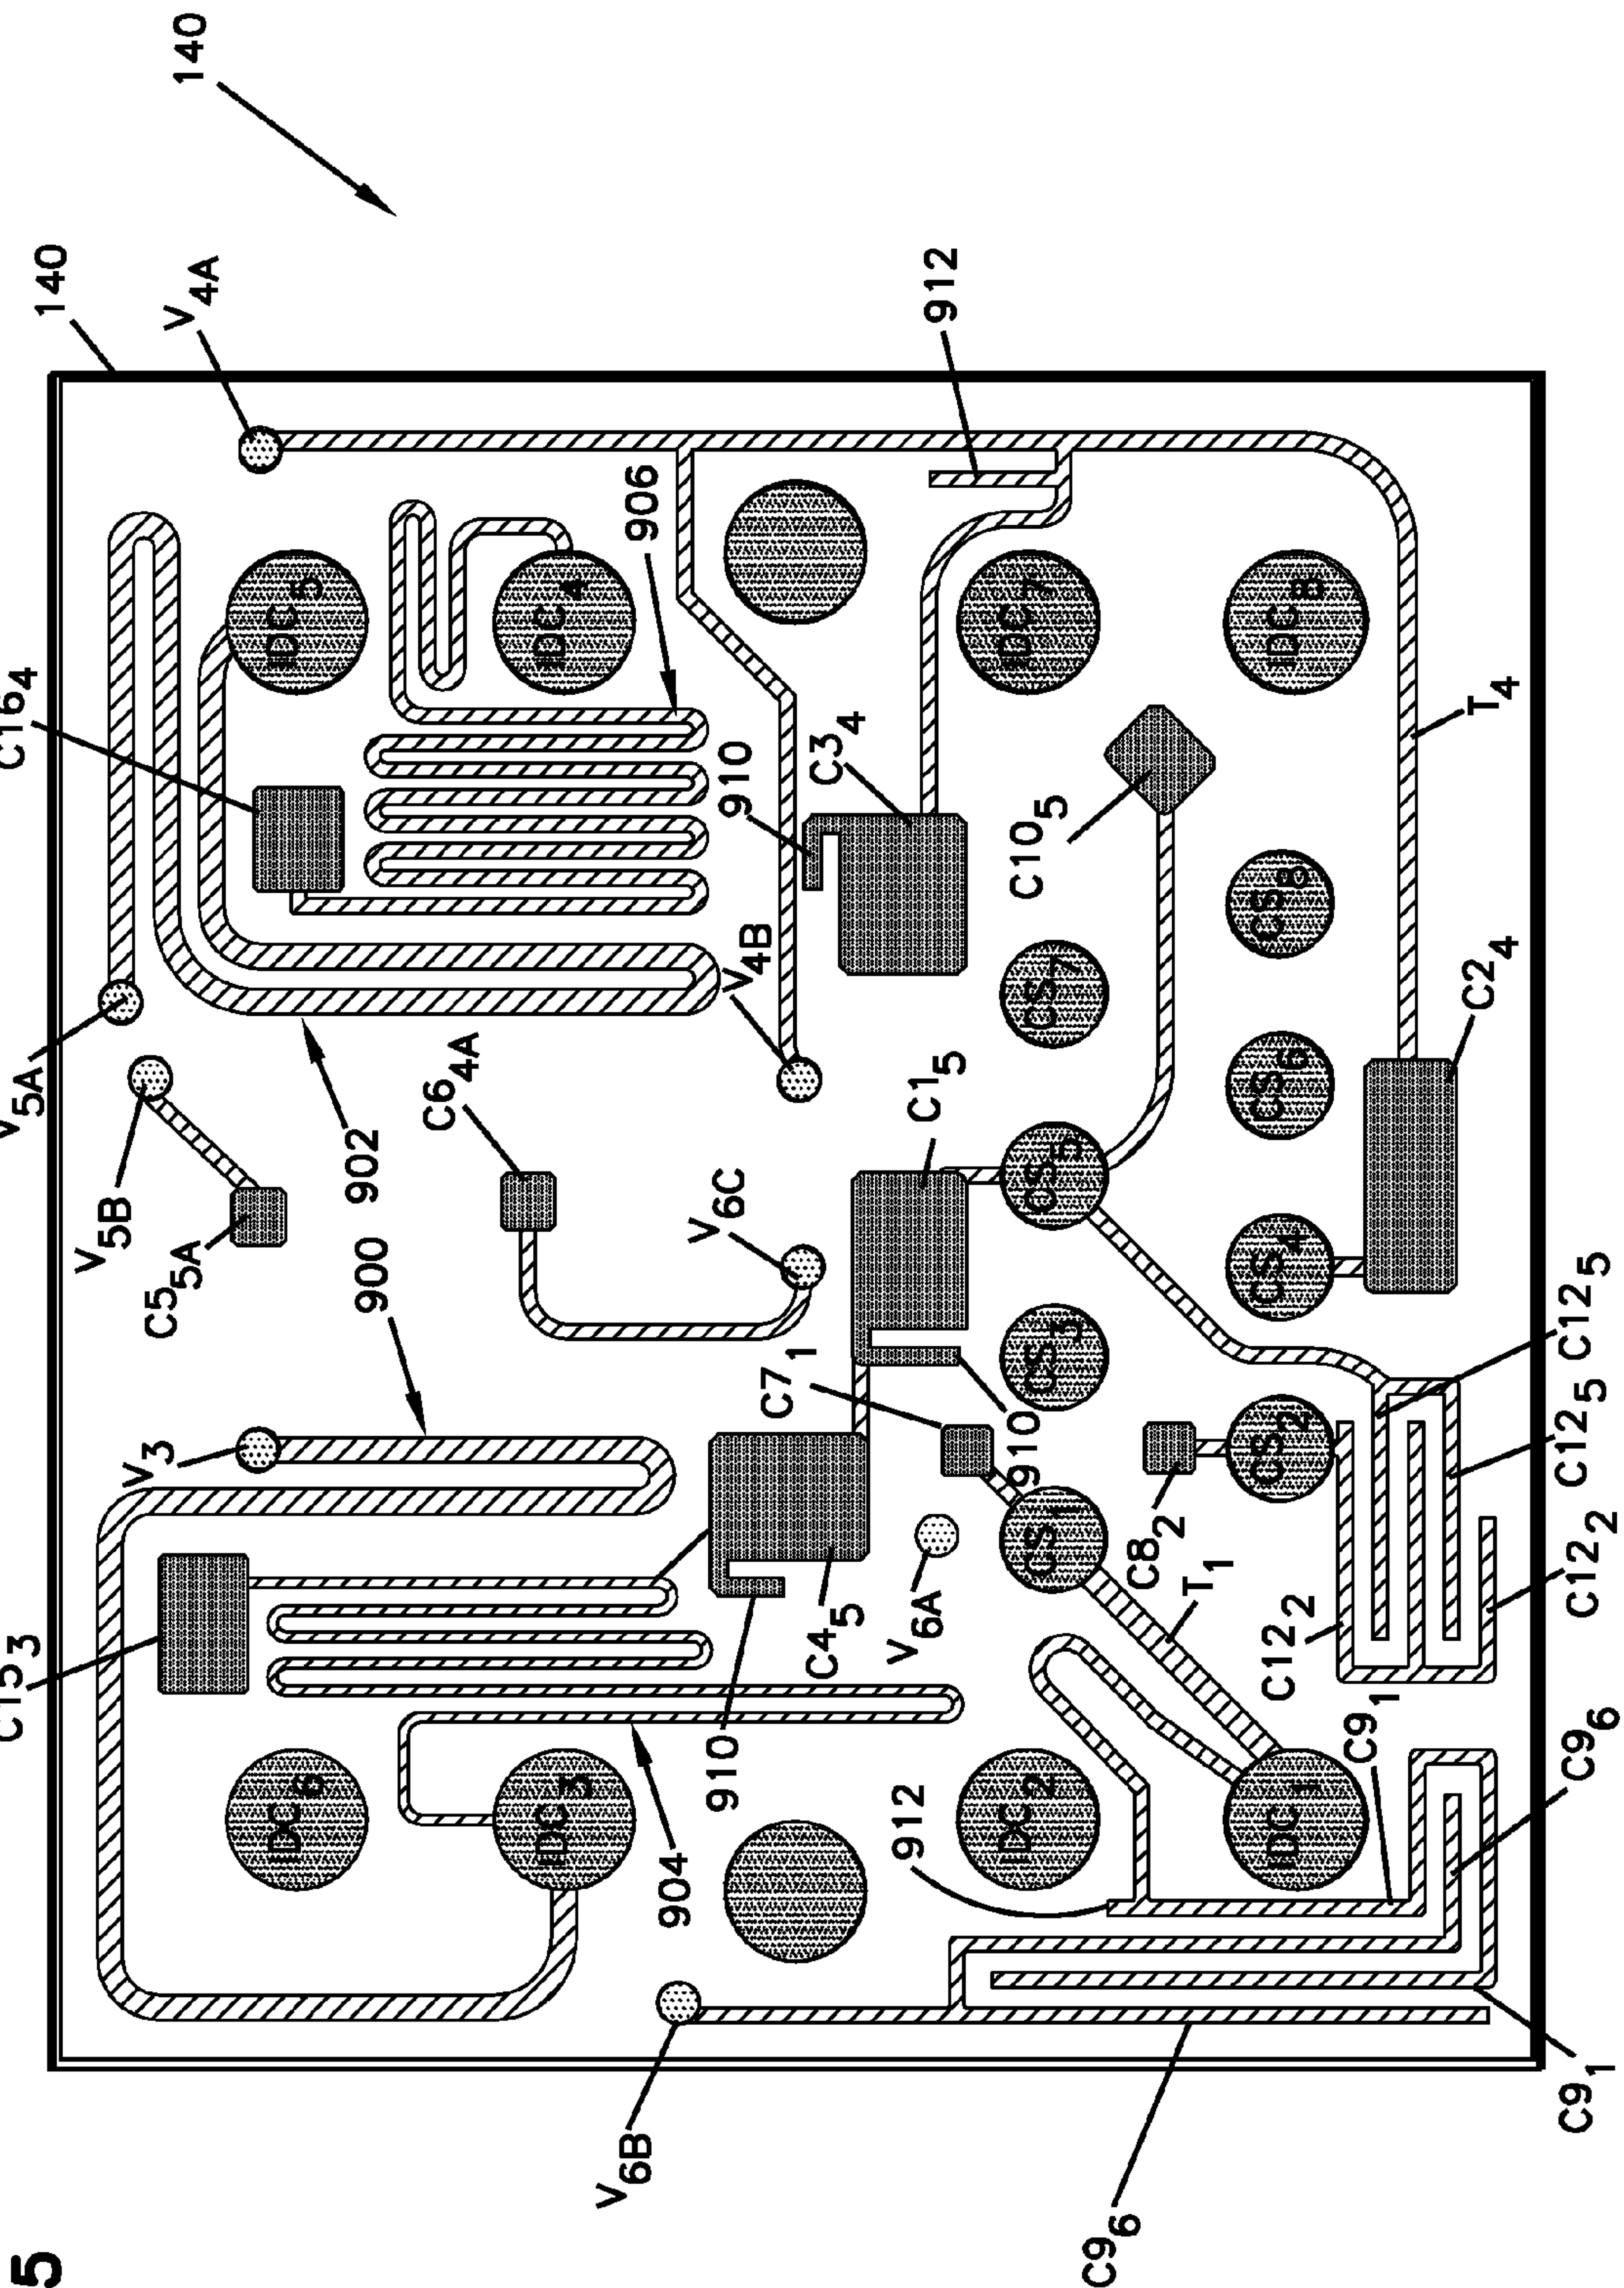 5
140
140
V4A
V5A
V5B
C55A
C164
C153
V3
900
902
C64A
906
IDC5
IDC4
IDC6
IDC3
904
V6B
V6C
V4B
910
C34
912
C15
C71
910
C45
910
V6A
C105
IDC7
IDC8
IDC2
IDC1
912
CS1
CS2
CS3
CS4
CS5
CS6
CS7
CS8
C82
T1
T4
C24
C125
C125
C122
C122
C91
C96
C91
C96